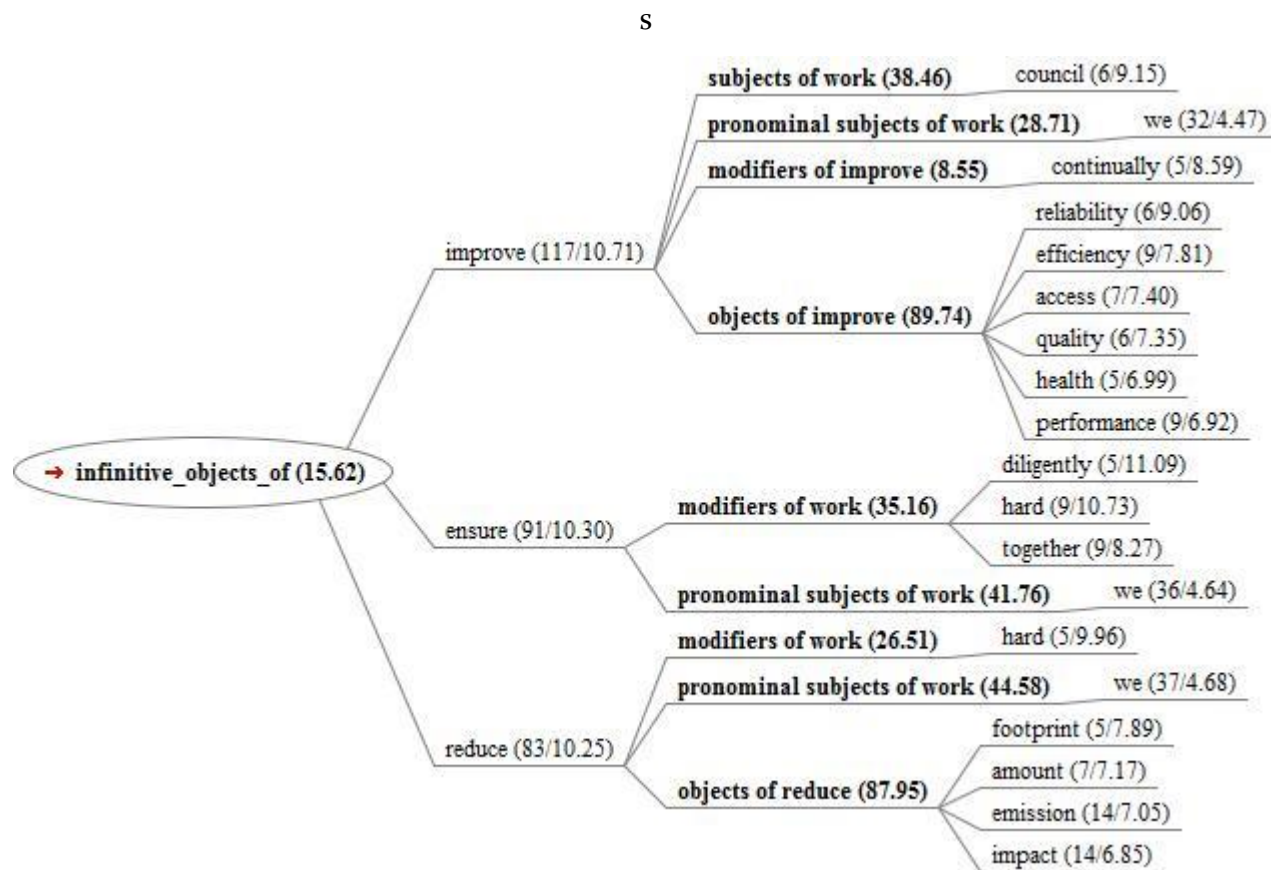 S
subjects of work (38.46)
council (6/9.15)
pronominal subjects of work (28.71)
we (32/4.47)
modifiers of improve (8.55)
continually (5/8.59)
improve (117/10.71)
objects of improve (89.74)
reliability (6/9.06)
efficiency (9/7.81)
access (7/7.40)
quality (6/7.35)
health (5/6.99)
performance (9/6.92)
➔ infinitive_objects_of (15.62)
ensure (91/10.30)
modifiers of work (35.16)
diligently (5/11.09)
hard (9/10.73)
together (9/8.27)
pronominal subjects of work (41.76)
we (36/4.64)
reduce (83/10.25)
modifiers of work (26.51)
hard (5/9.96)
pronominal subjects of work (44.58)
we (37/4.68)
objects of reduce (87.95)
footprint (5/7.89)
amount (7/7.17)
emission (14/7.05)
impact (14/6.85)